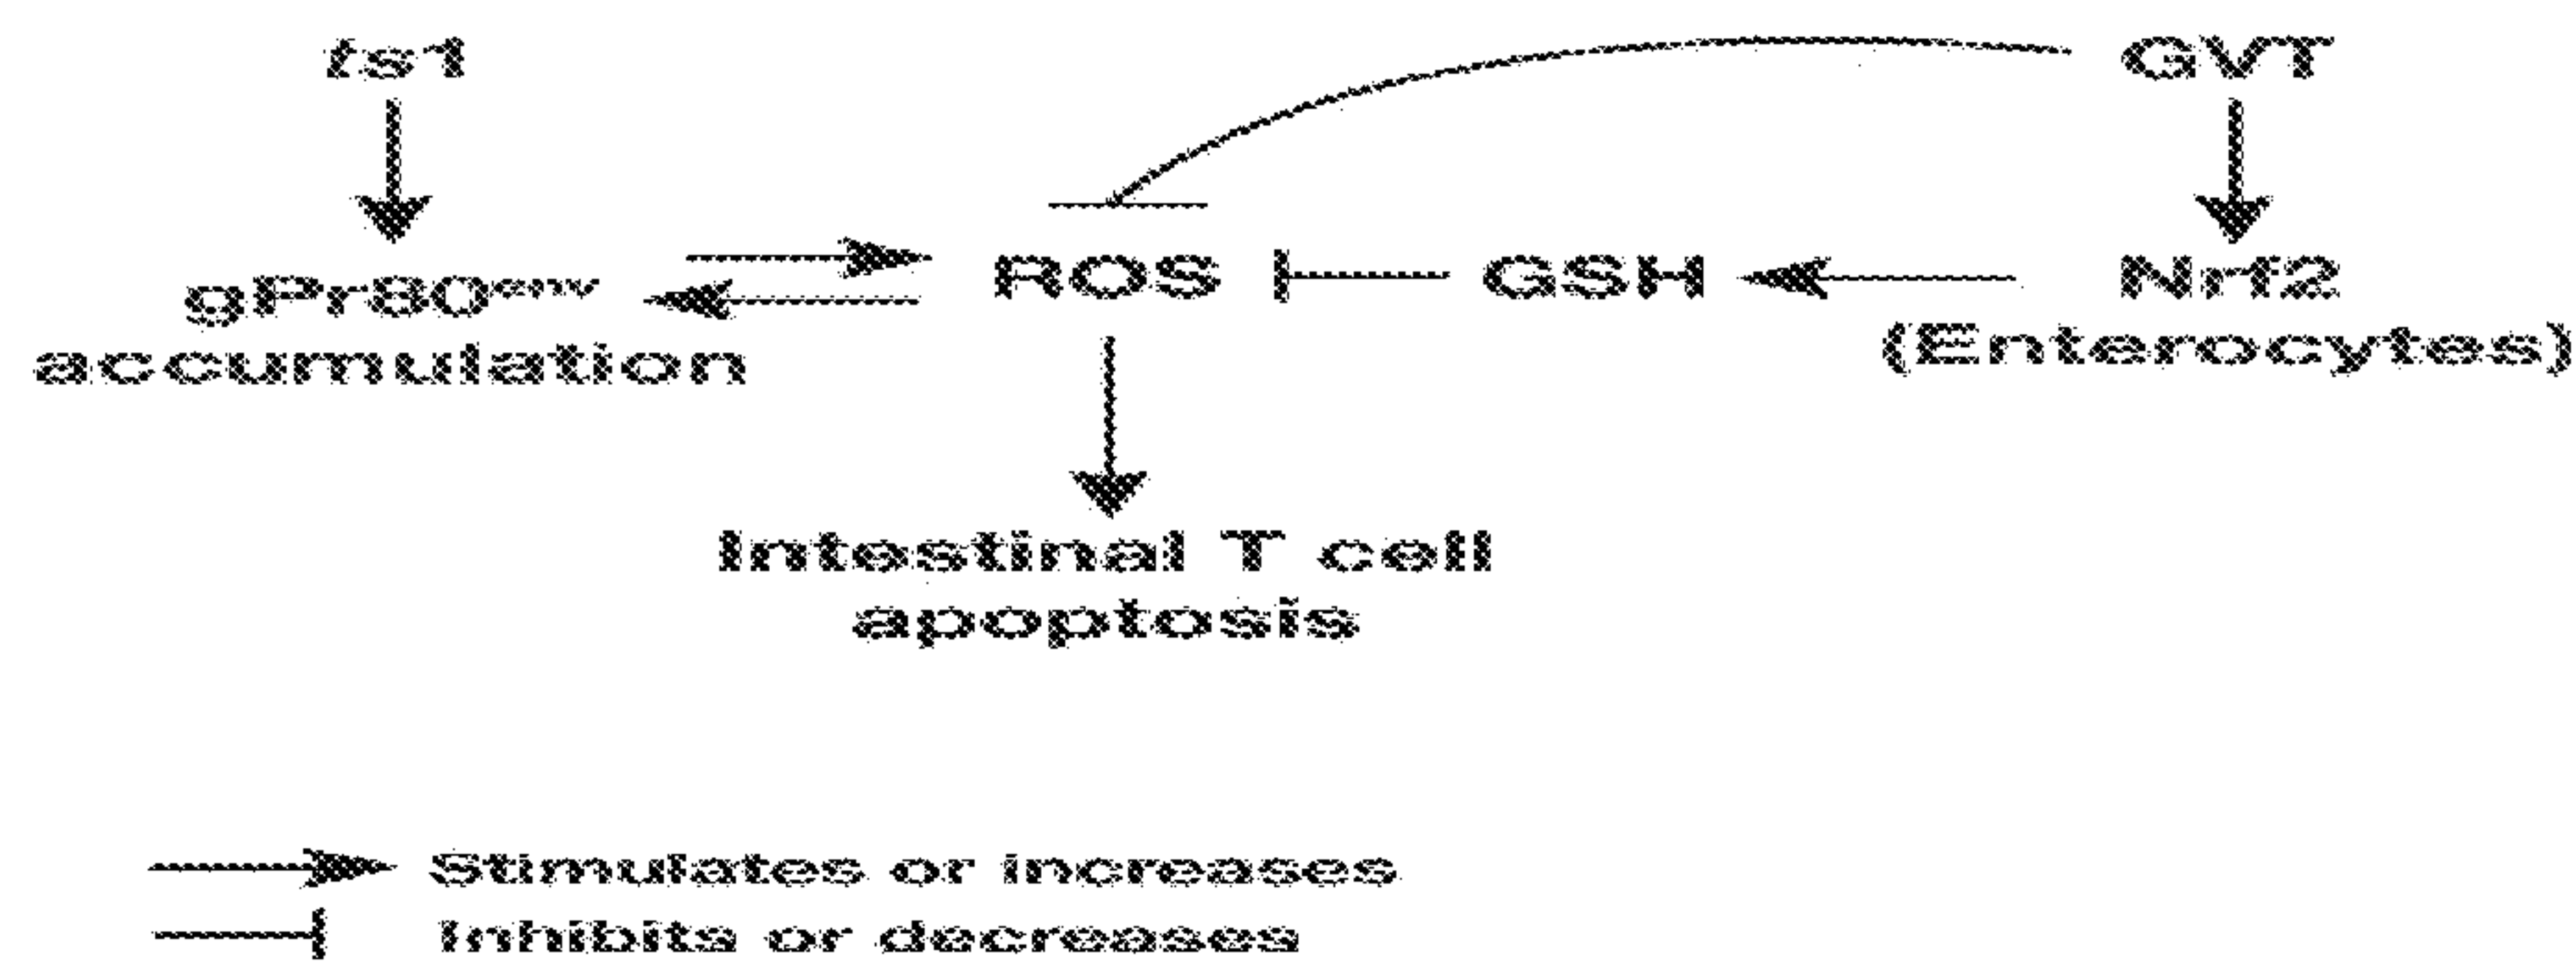 ts1
GVT
gPr80env
accumulation
ROS
GSH
Nrf2
(Enterocytes)
Intestinal T cell
apoptosis
Stimulates or increases
Inhibits or decreases